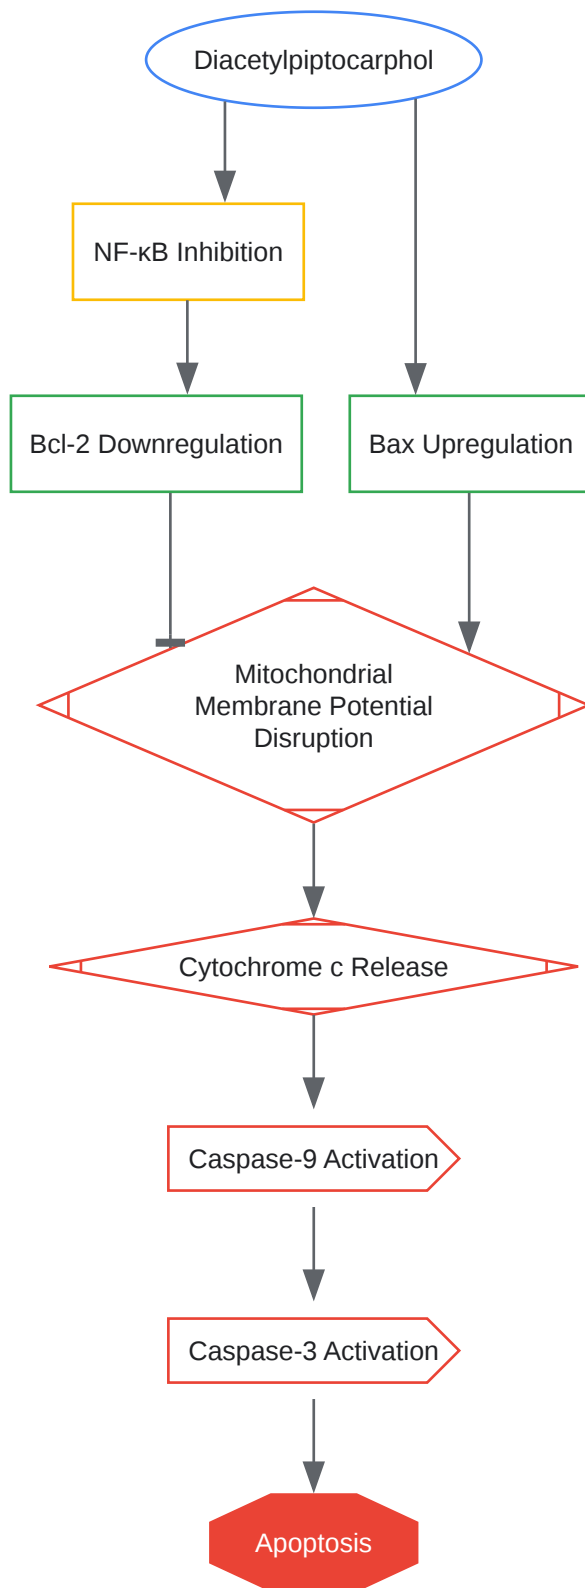 Diacetylpiptocarphol
NF-κB Inhibition
Bcl-2 Downregulation
Bax Upregulation
Mitochondrial
Membrane Potential
Disruption
Cytochrome c Release
Caspase-9 Activation
Caspase-3 Activation
Apoptosis